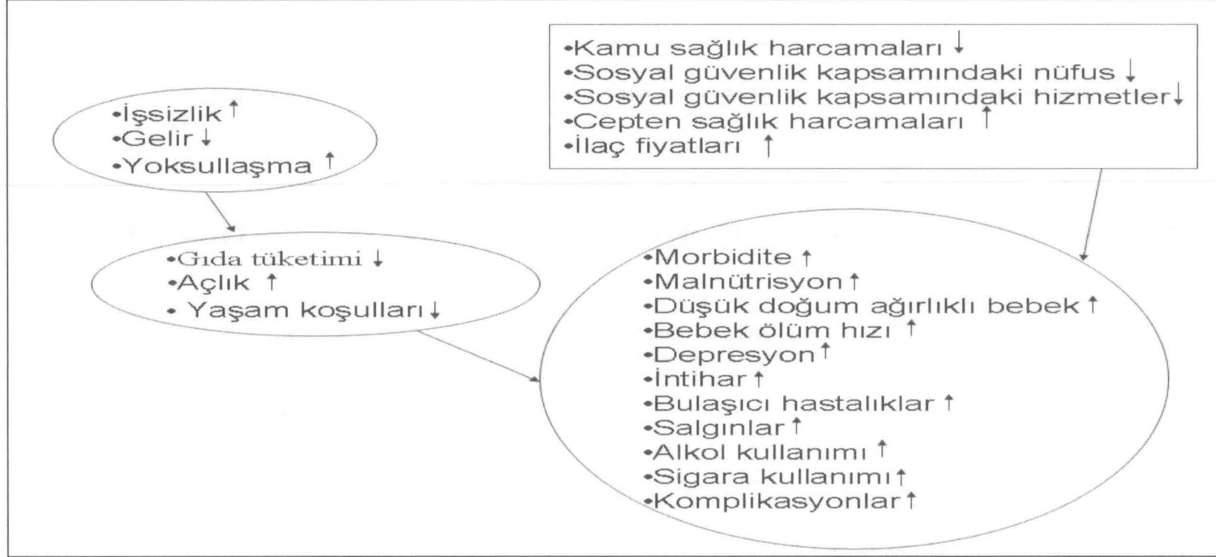 •İşsizlik ↑
•Gelir ↓
•Yoksullaşma ↑
•Kamu sağlık harcamaları ↓
•Sosyal güvenlik kapsamındaki nüfus ↓
•Sosyal güvenlik kapsamındaki hizmetler↓
•Cepten sağlık harcamaları ↑
•İlaç fiyatları ↑
•Gıda tüketimi ↓
•Açlık ↑
• Yaşam koşulları↓
•Morbidite ↑
•Malnütrisyon ↑
•Düşük doğum ağırlıklı bebek ↑
•Bebek ölüm hızı ↑
•Depresyon ↑
•İntihar ↑
•Bulaşıcı hastalıklar ↑
•Salgınlar ↑
•Alkol kullanımı ↑
•Sigara kullanımı ↑
•Komplikasyonlar ↑